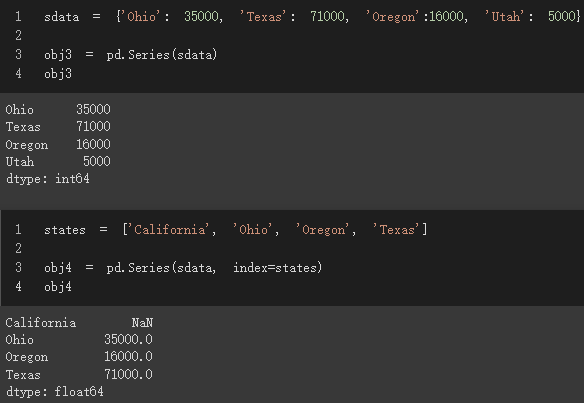 1 sdata = {'Ohio': 35000, 'Texas': 71000, 'Oregon':16000, 'Utah': 5000}
2
3 obj3 = pd.Series(sdata)
4 obj3
Ohio 35000
Texas 71000
Oregon 16000
Utah 5000
dtype: int64
1 states = ['California', 'Ohio', 'Oregon', 'Texas']
2
3 obj4 = pd.Series(sdata, index=states)
4 obj4
California NaN
Ohio 35000.0
Oregon 16000.0
Texas 71000.0
dtype: float64